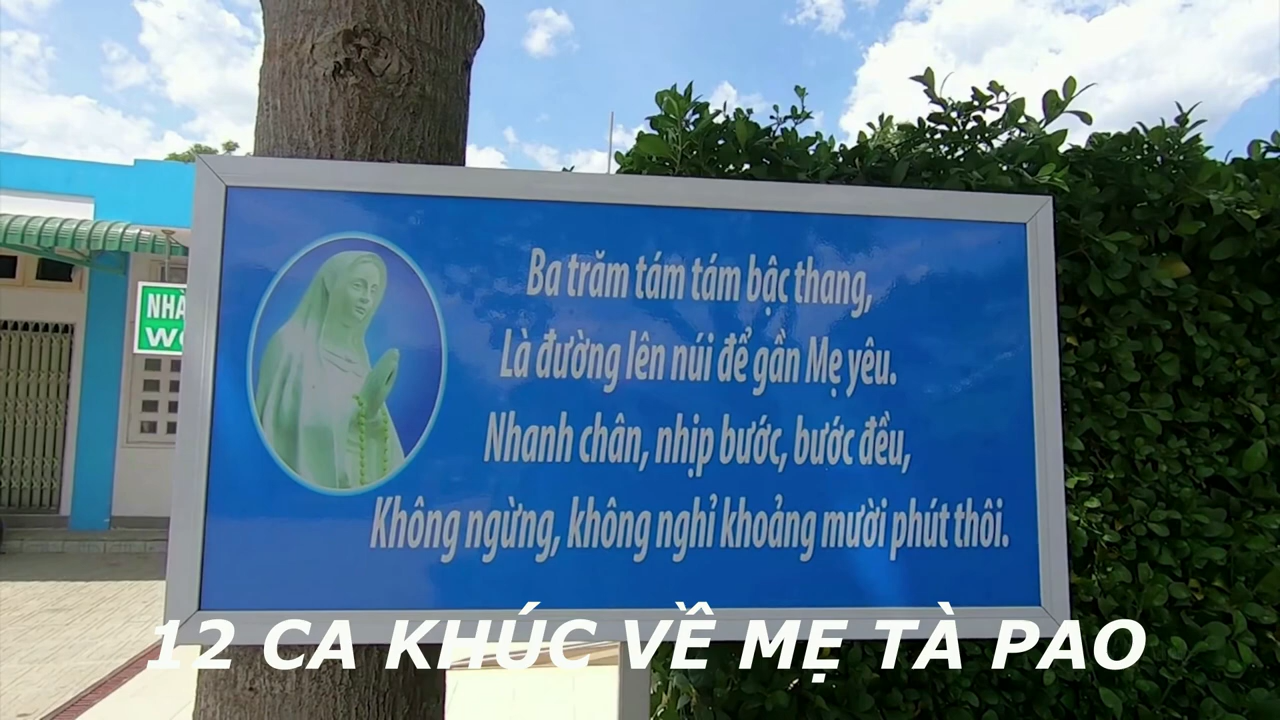 Ba trăm tám tám bậc thang,
Là đường lên núi để gần Mẹ yêu.
Nhanh chân, nhịp bước, bước đều,
Không ngừng, không nghỉ khoảng mười phút thôi.
NHÀ
12 CA KHÚC VỀ MẸ TÀ PAO